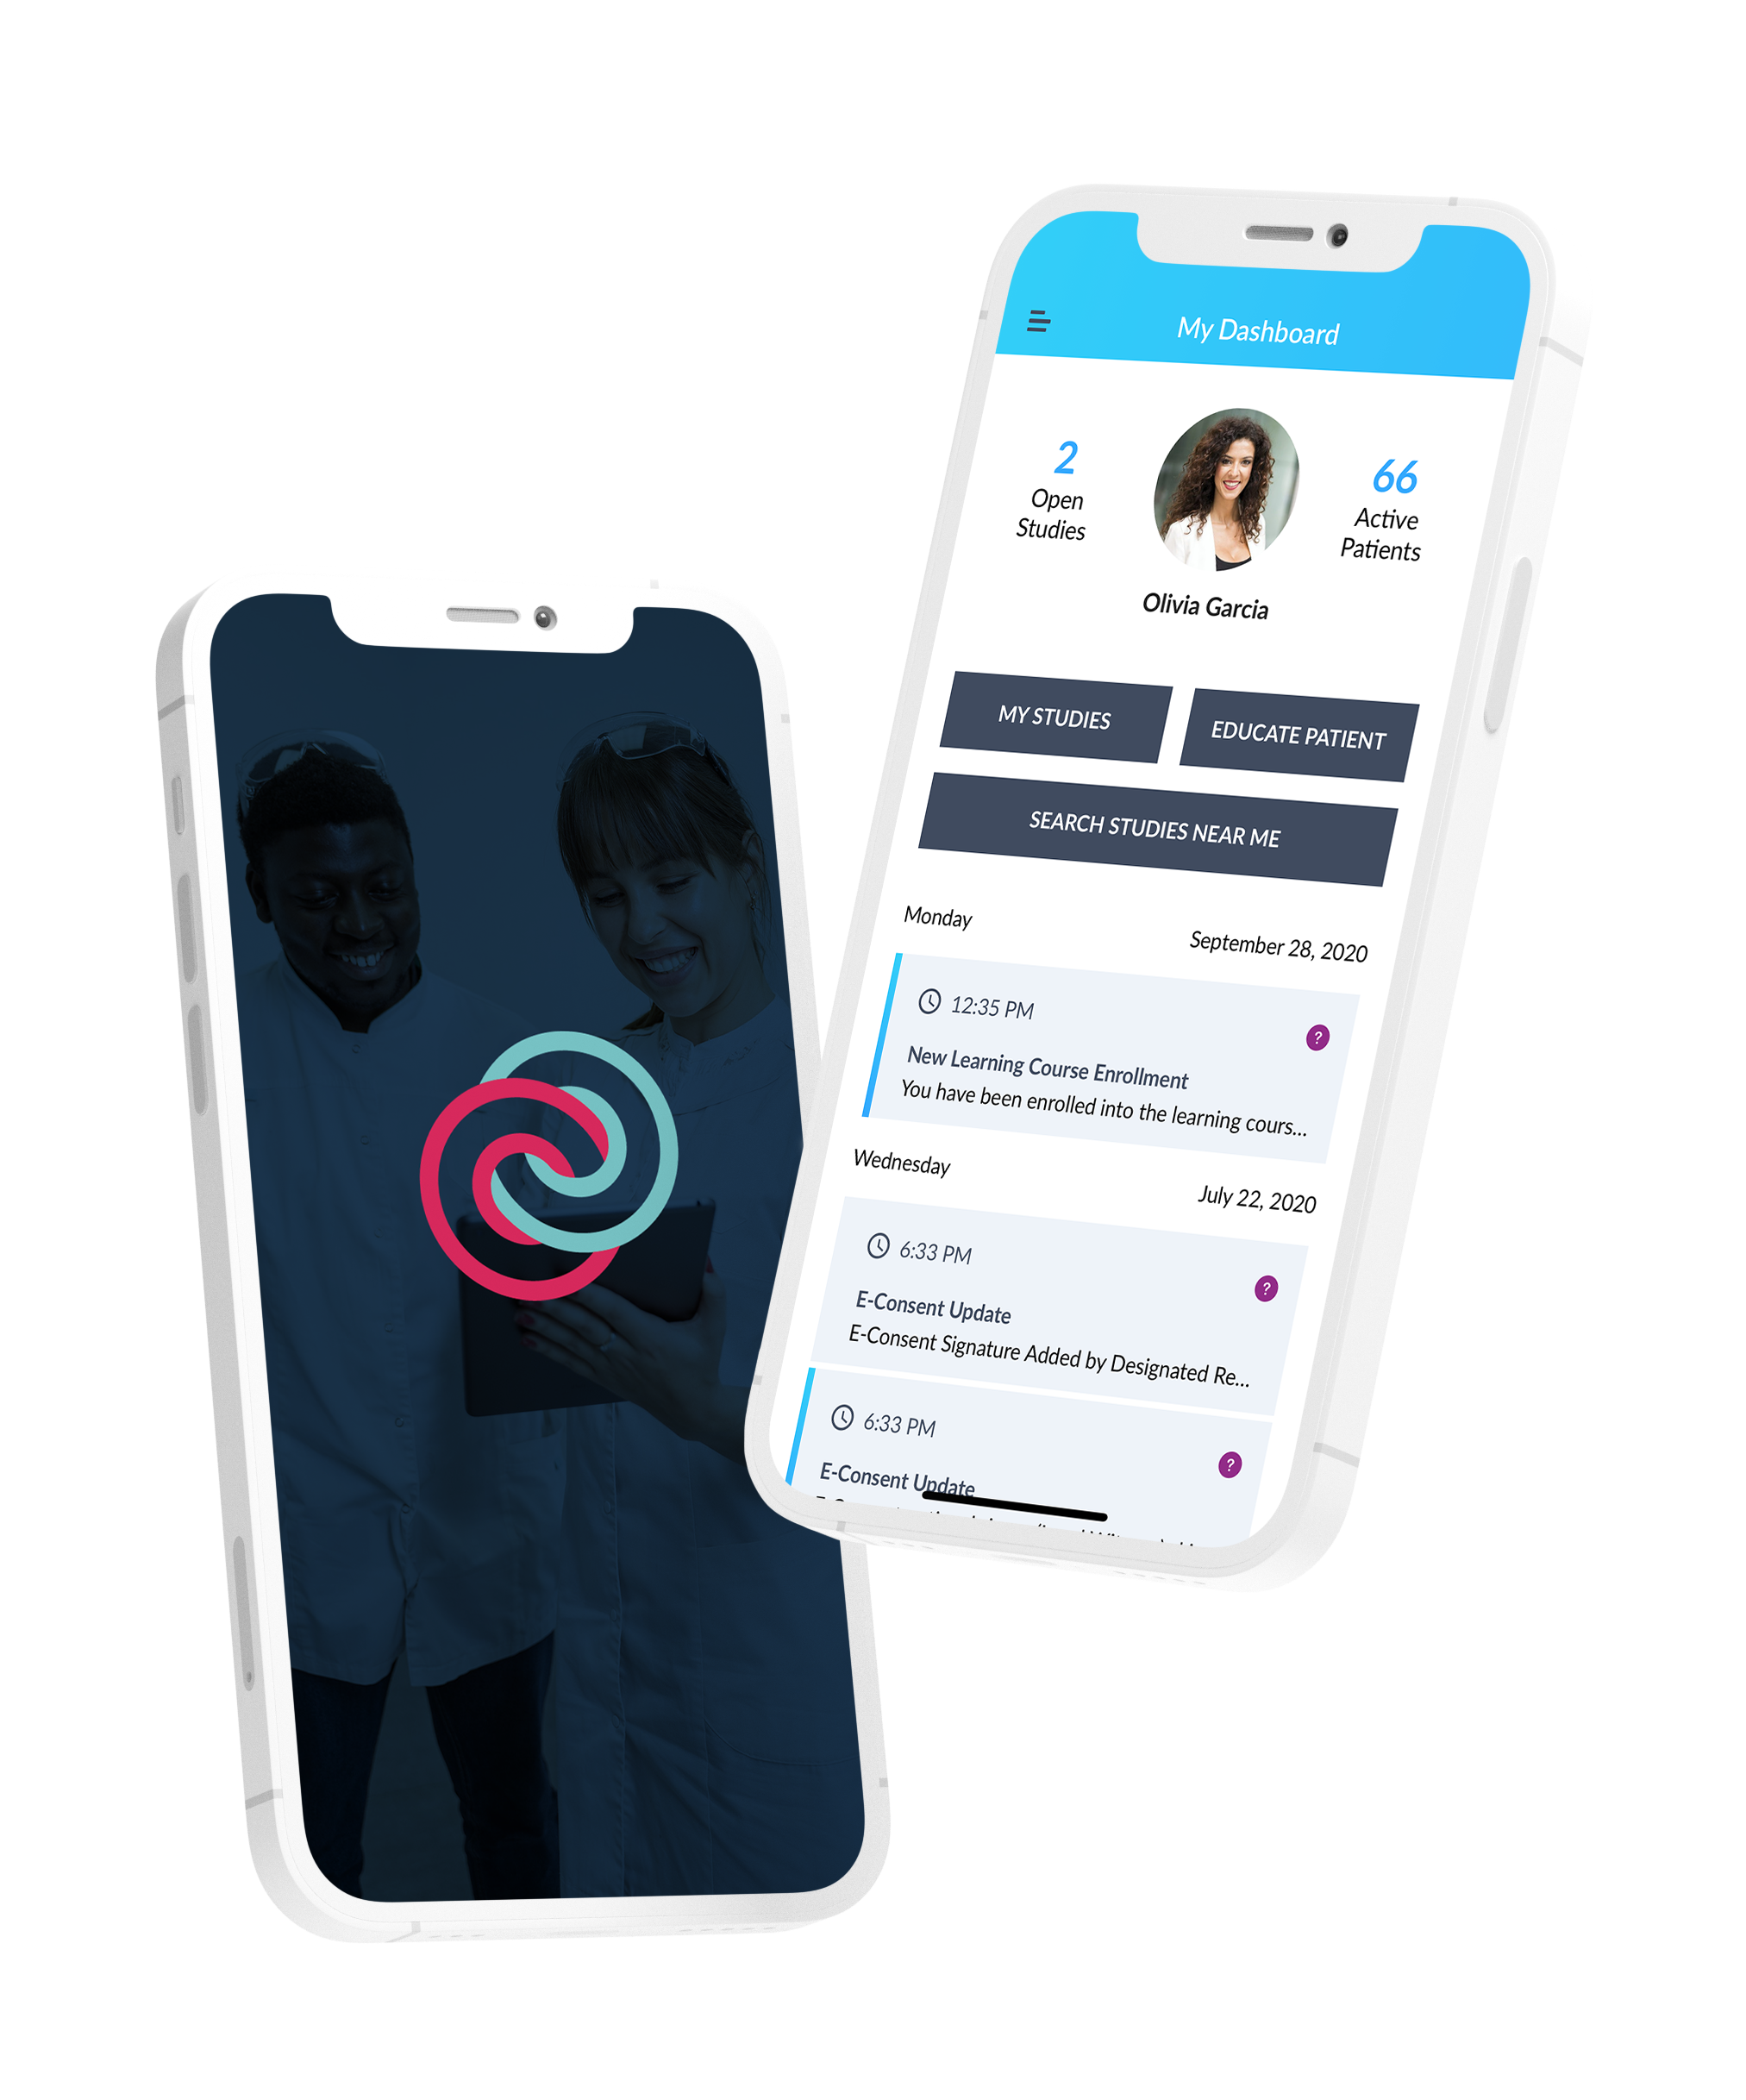 My Dashboard
2
Open
Studies
66
Active
Patients
Olivia Garcia
MY STUDIES
EDUCATE PATIENT
SEARCH STUDIES NEAR ME
Monday
September 28, 2020
12:35 PM
?
New Learning Course Enrollment
You have been enrolled into the learning cours...
Wednesday
July 22, 2020
6:33 PM
?
E-Consent Update
E-Consent Signature Added by Designated Re...
6:33 PM
?
E-Consent Update